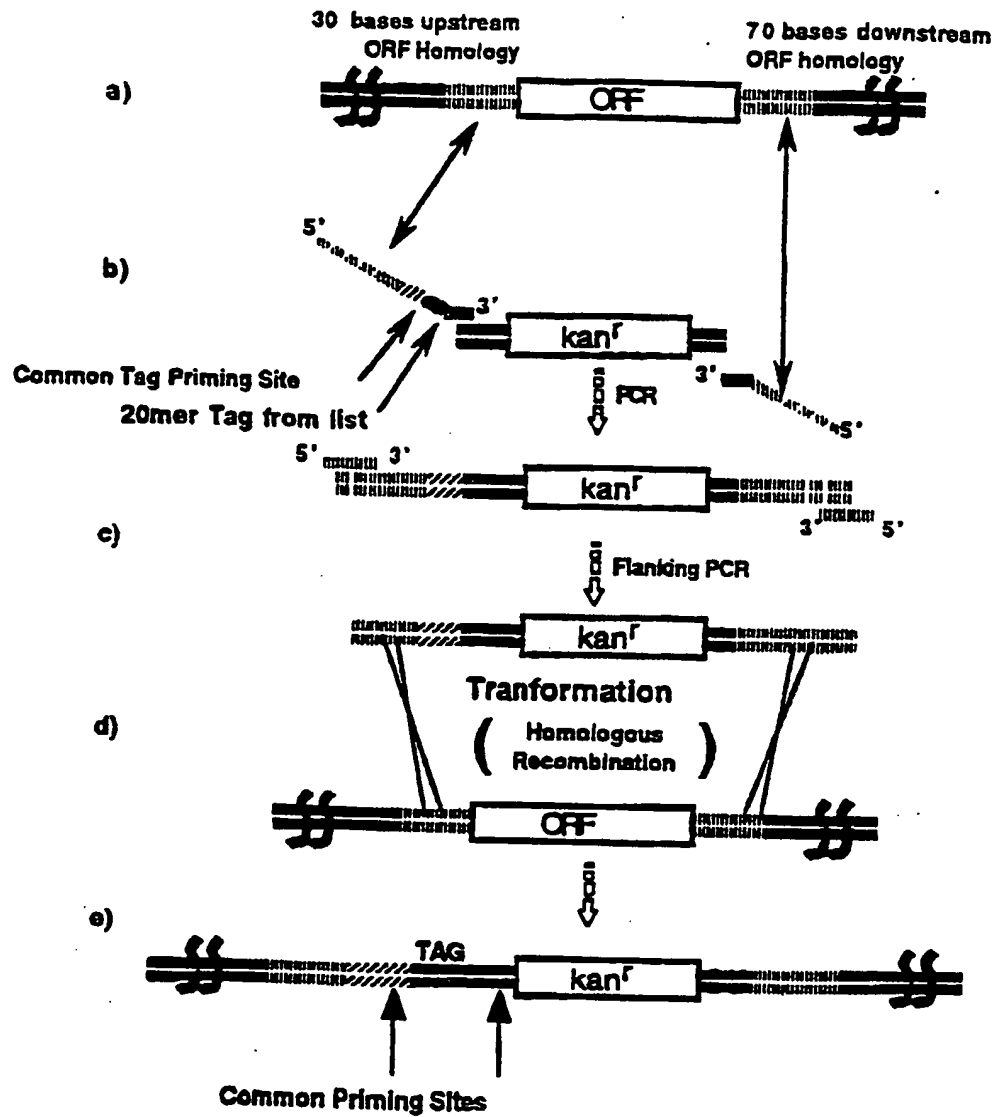 30 bases upstream
ORF Homology
70 bases downstream
ORF homology
a)
ORF
5'
b)
3'
kanʳ
Common Tag Priming Site
20mer Tag from list
PCR
3'
5'
5' 3'
kanʳ
3' 5'
c)
Flanking PCR
kanʳ
Tranformation
d)
( Homologous
Recombination )
ORF
e)
TAG
kanʳ
Common Priming Sites